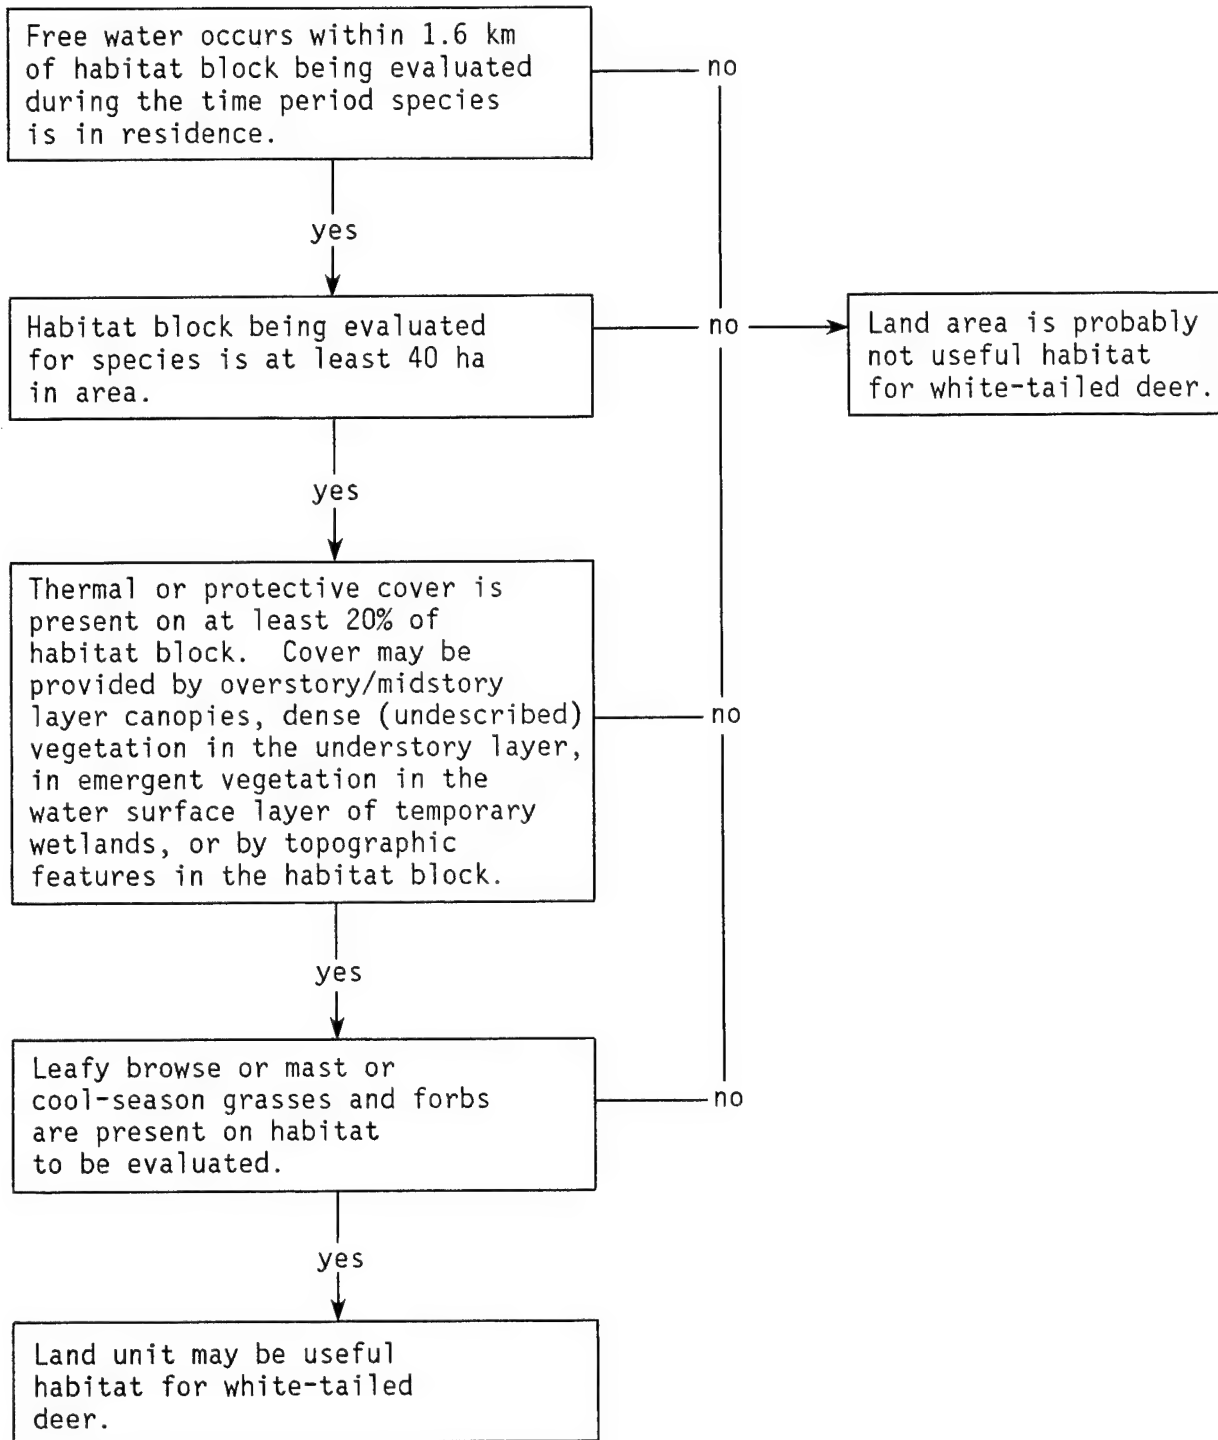 Free water occurs within 1.6 km
of habitat block being evaluated
during the time period species
is in residence.
no
yes
Habitat block being evaluated
for species is at least 40 ha
in area.
no
Land area is probably
not useful habitat
for white-tailed deer.
yes
Thermal or protective cover is
present on at least 20% of
habitat block.  Cover may be
provided by overstory/midstory
layer canopies, dense (undescribed)
vegetation in the understory layer,
in emergent vegetation in the
water surface layer of temporary
wetlands, or by topographic
features in the habitat block.
no
yes
Leafy browse or mast or
cool-season grasses and forbs
are present on habitat
to be evaluated.
no
yes
Land unit may be useful
habitat for white-tailed
deer.